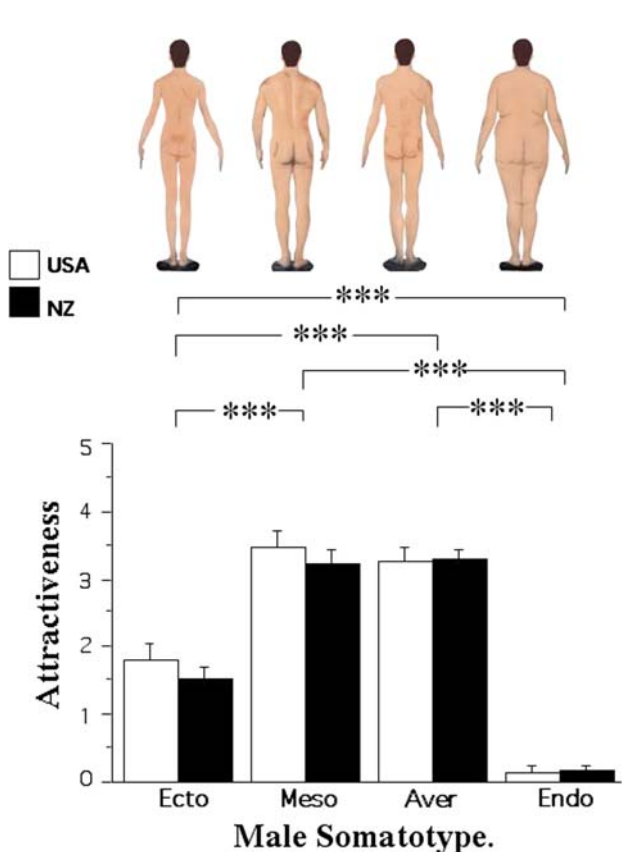 USA
NZ
***
***
***
***
***
5
4
3
2
1
0
Attractiveness
Ecto Meso Aver Endo
Male Somatotype.